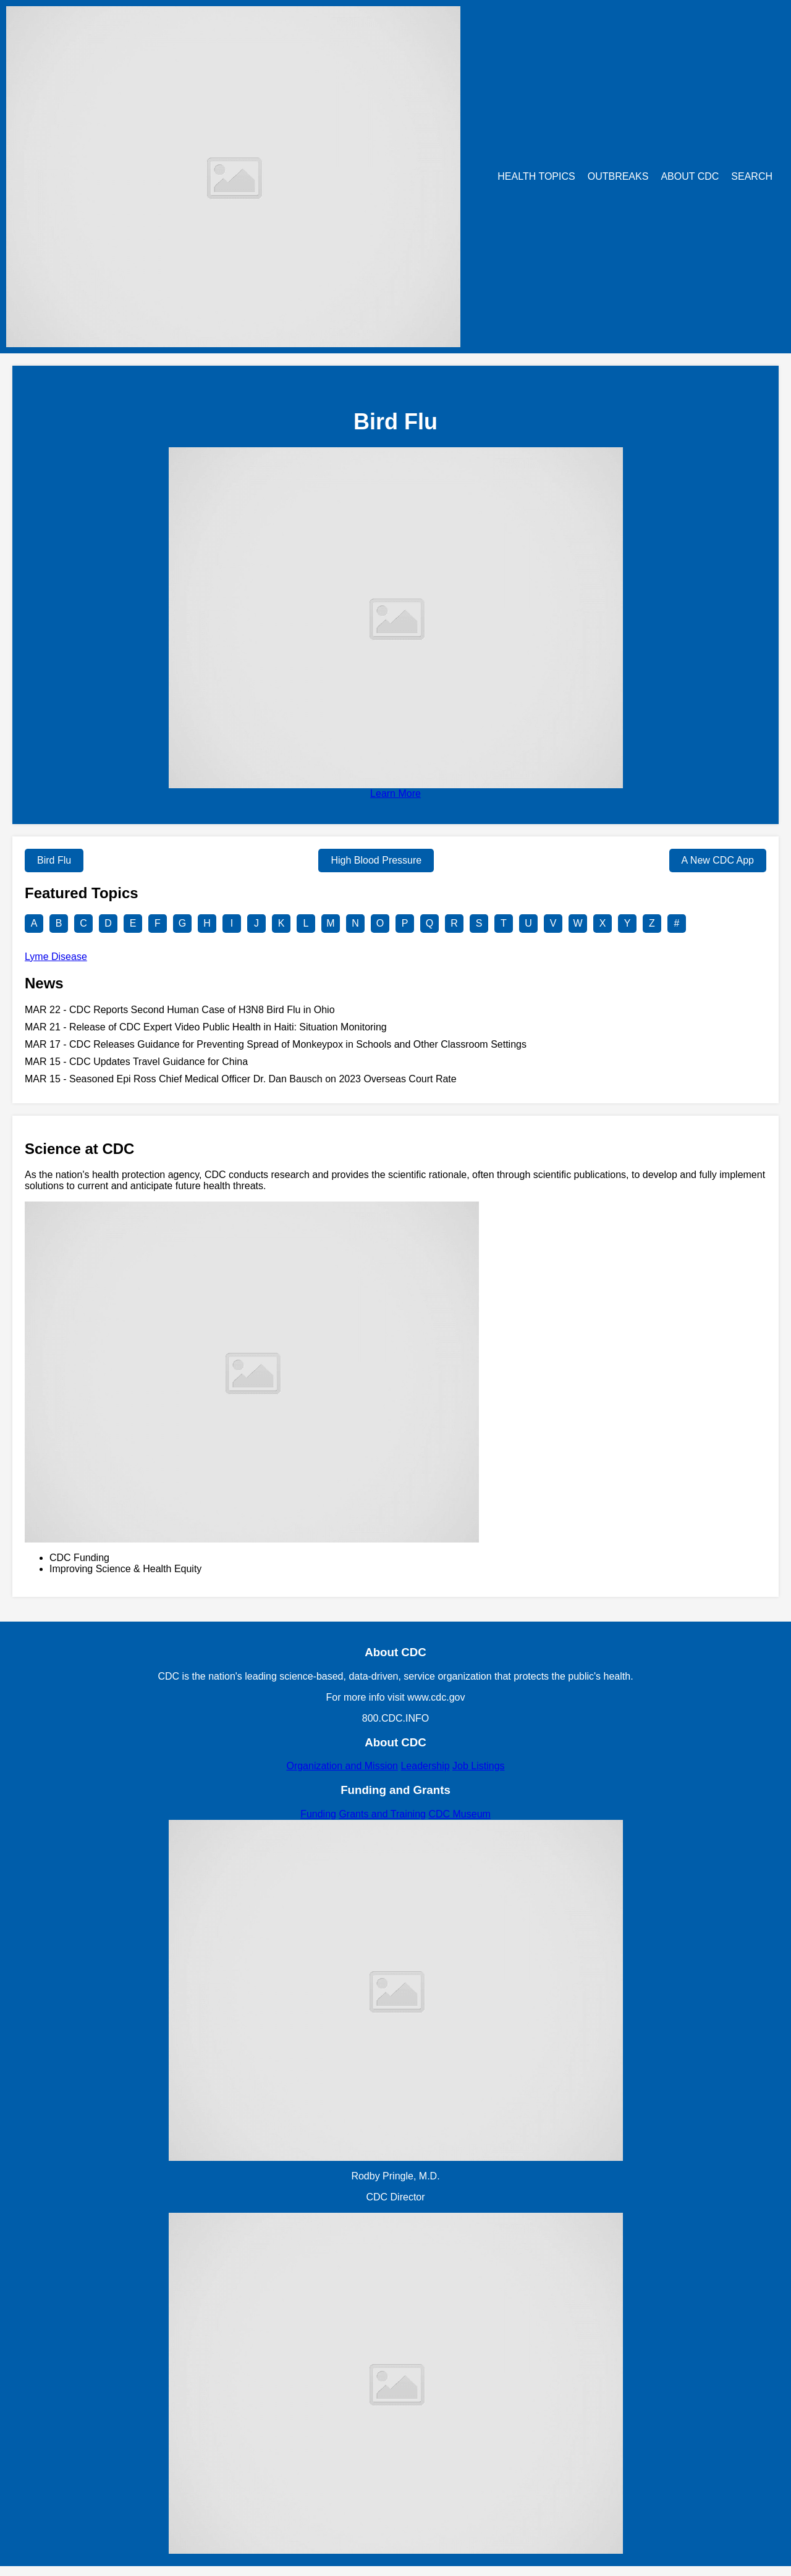 HEALTH TOPICS OUTBREAKS ABOUT CDC SEARCH
Bird Flu
Learn More
Bird Flu High Blood Pressure A New CDC App
Featured Topics
A B C D E F G H I J K L M N O P Q R S T U V W X Y Z #
Lyme Disease
News
MAR 22 - CDC Reports Second Human Case of H3N8 Bird Flu in Ohio
MAR 21 - Release of CDC Expert Video Public Health in Haiti: Situation Monitoring
MAR 17 - CDC Releases Guidance for Preventing Spread of Monkeypox in Schools and Other Classroom Settings
MAR 15 - CDC Updates Travel Guidance for China
MAR 15 - Seasoned Epi Ross Chief Medical Officer Dr. Dan Bausch on 2023 Overseas Court Rate
Science at CDC
As the nation's health protection agency, CDC conducts research and provides the scientific rationale, often through scientific publications, to develop and fully implement
solutions to current and anticipate future health threats.
• CDC Funding
• Improving Science & Health Equity
About CDC
CDC is the nation's leading science-based, data-driven, service organization that protects the public's health.
For more info visit www.cdc.gov
800.CDC.INFO
About CDC
Organization and Mission Leadership Job Listings
Funding and Grants
Funding Grants and Training CDC Museum
Rodby Pringle, M.D.
CDC Director